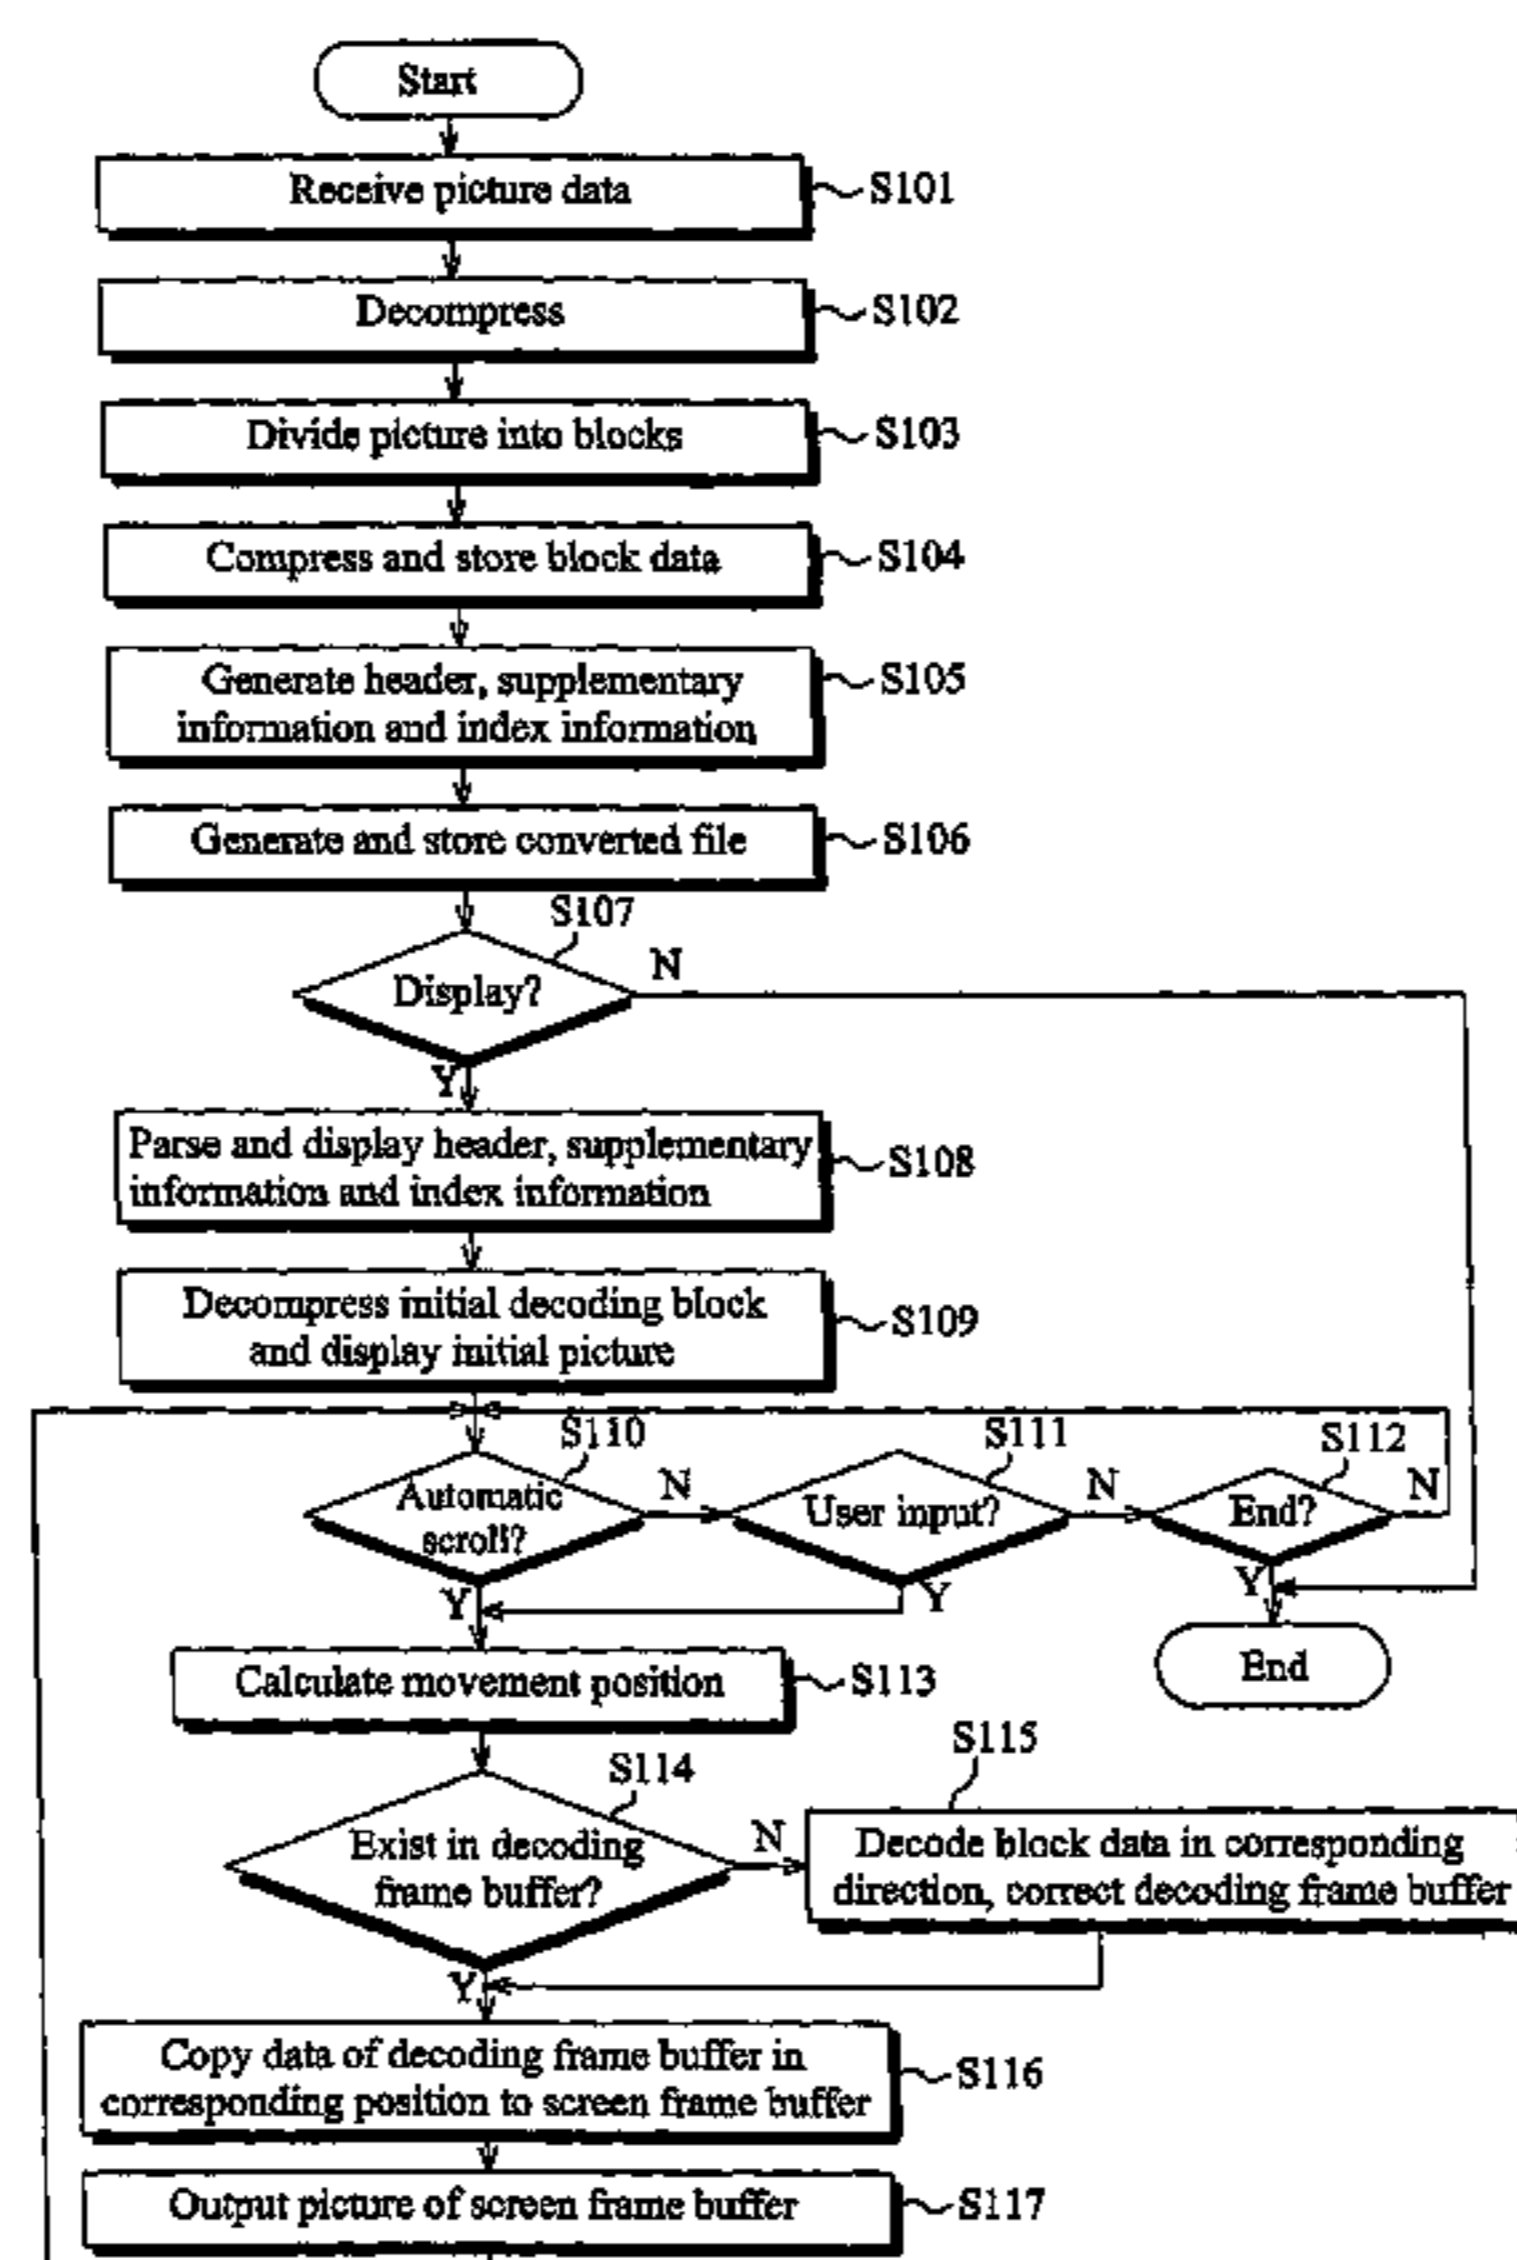 Start
Receive picture data
S101
Decompress
S102
Divide picture into blocks
S103
Compress and store block data
S104
Generate header, supplementary
information and index information
S105
Generate and store converted file
S106
S107
Display?
N
Y
Parse and display header, supplementary
information and index information
S108
Decompress initial decoding block
and display initial picture
S109
S110
Automatic
scroll?
N
Y
S111
User input?
N
Y
S112
End?
N
Y
End
Calculate movement position
S113
S114
Exist in decoding
frame buffer?
N
Y
S115
Decode block data in corresponding
direction, correct decoding frame buffer
Copy data of decoding frame buffer in
corresponding position to screen frame buffer
S116
Output picture of screen frame buffer
S117